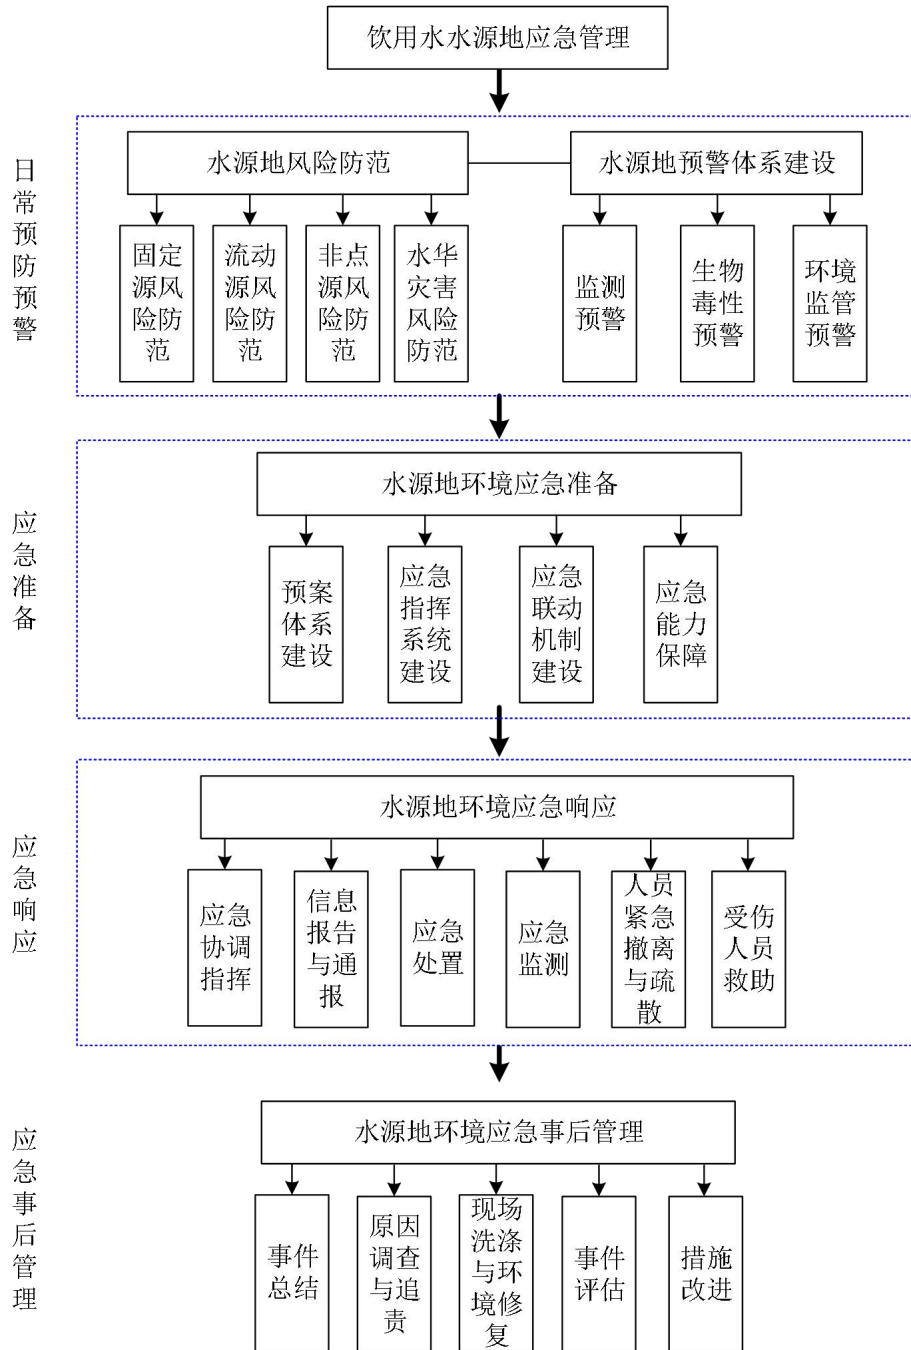 饮用水水源地应急管理
日常预防预警
水源地风险防范
水源地预警体系建设
固定
源风
险防
范
流动
源风
险防
范
非点
源风
险防
范
水华
灾害
风险
防范
监测
预警
生物
毒性
预警
环境
监管
预警
应急准备
水源地环境应急准备
预案
体系
建设
应急
指挥
系统
建设
应急
联动
机制
建设
应急
能力
保障
应急响应
水源地环境应急响应
应急
协调
指挥
信息
报告
与通
报
应急
处置
应急
监测
人员
紧急
撤离
与疏
散
受伤
人员
救助
应急事后管理
水源地环境应急事后管理
事件
总结
原因
调查
与追
责
现场
洗涤
与环
境修
复
事件
评估
措施
改进